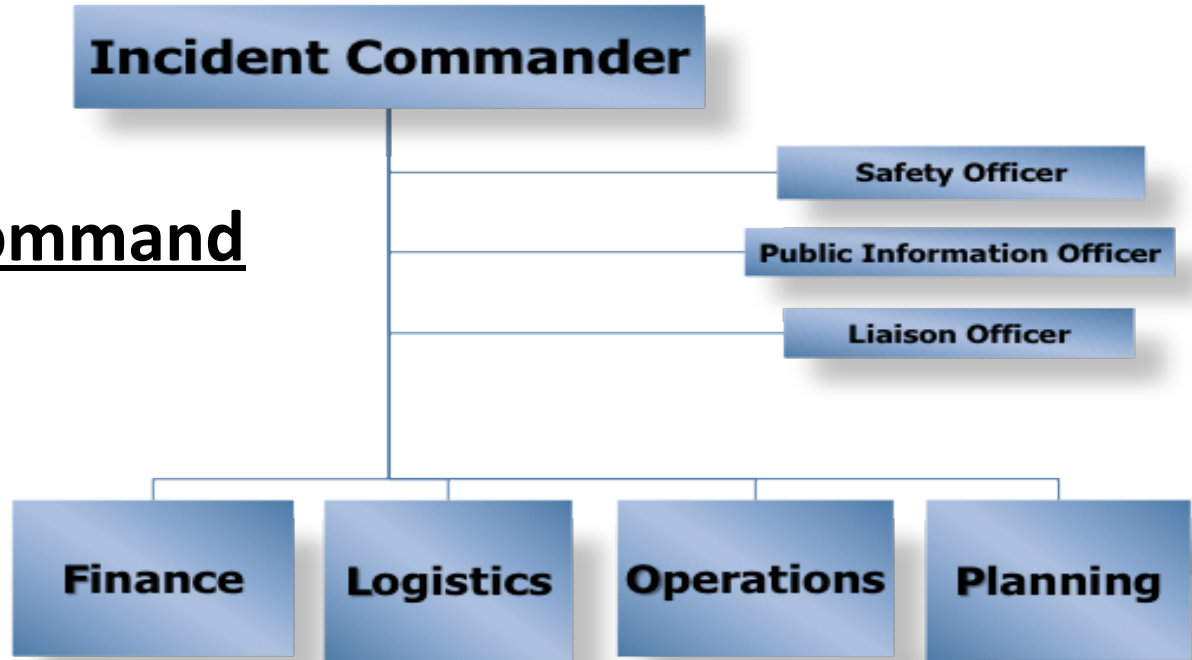 Incident Commander
Safety Officer
ommand
Public Information Officer
Liaison Officer
Finance Logistics Operations Planning